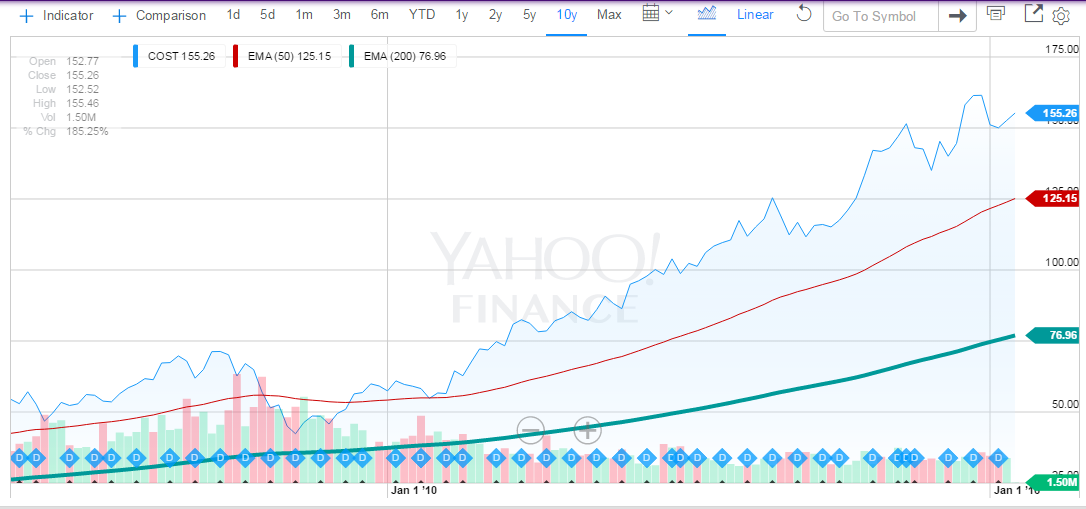 Indicator Comparison 1d 5d 1m 3m 6m YTD 1y 2y 5y 10y Max Linear Go To Symbol
COST 155.26 EMA (50) 125.15 EMA (200) 76.96
Open 152.77
Close 155.26
Low 152.52
High 155.46
Vol 1.50M
% Chg 185.25%
175.00
155.26
125.15
YAHOO!
FINANCE
100.00
76.96
50.00
D D D D D D D D D D D D D D D D D D D D D D D D D D D D D D D D D D D D D D D D D D
1.50M
Jan 1 '10 Jan 1 '16